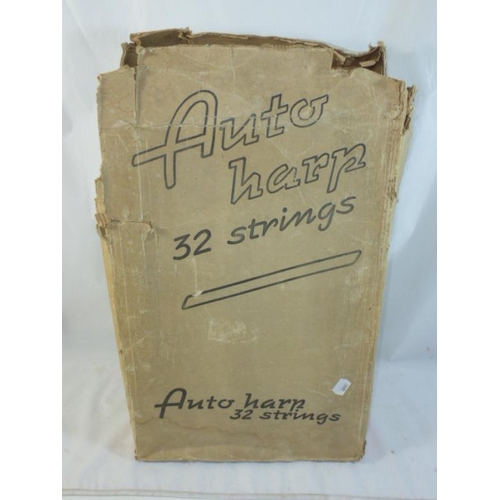 Auto
harp
32 strings
Auto harp
32 strings